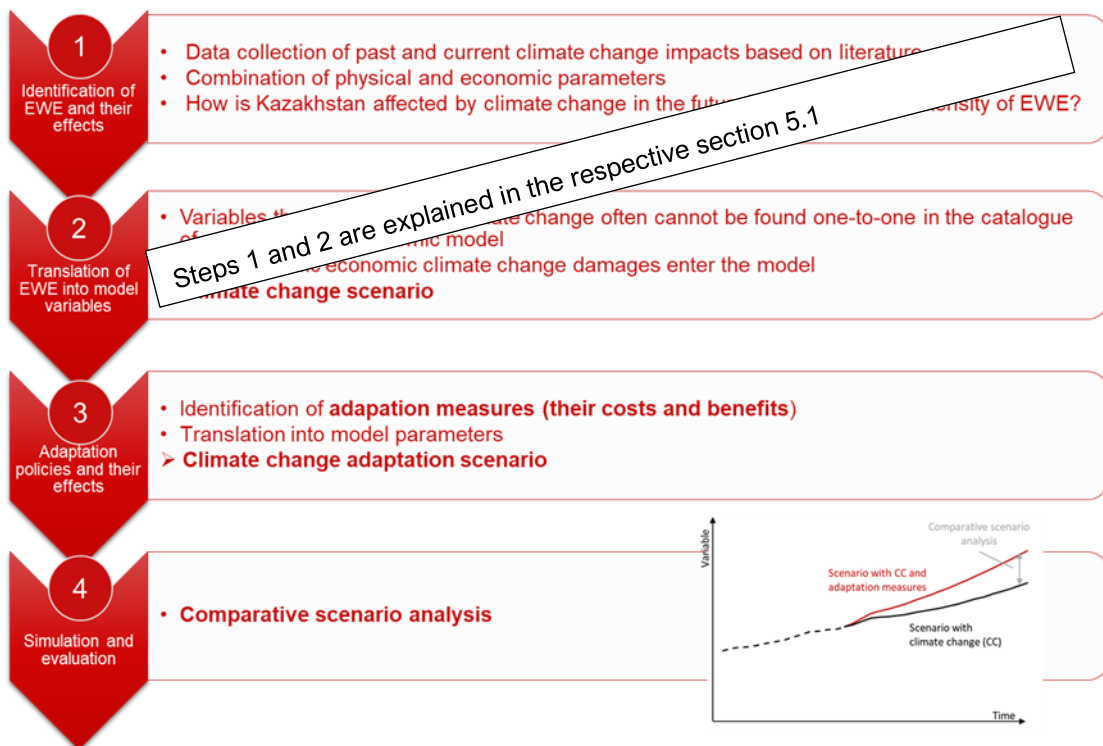 1
Identification of
EWE and their
effects
• Data collection of past and current climate change impacts based on literature
• Combination of physical and economic parameters
• How is Kazakhstan affected by climate change in the of EWE?
Steps 1 and 2 are explained in the respective section 5.1
2
Translation of
EWE into model
variables
• Variables change often cannot be found one-to-one in the catalogue
model
economic climate change damages enter the model
change scenario
3
Adaptation
policies and their
effects
• Identification of adapation measures (their costs and benefits)
• Translation into model parameters
➢ Climate change adaptation scenario
4
Simulation and
evaluation
• Comparative scenario analysis
Variable
Comparative scenario
analysis
Scenario with CC and
adaptation measures
Scenario with
climate change (CC)
Time